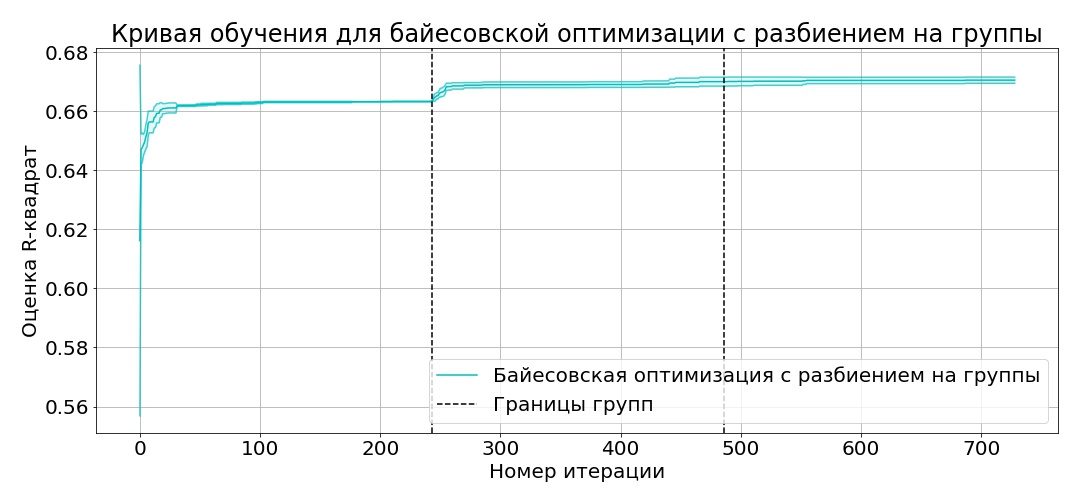 Кривая обучения для байесовской оптимизации с разбиением на группы
Оценка R-квадрат
0.68
0.66
0.64
0.62
0.60
0.58
0.56
Байесовская оптимизация с разбиением на группы
Границы групп
0 100 200 300 400 500 600 700
Номер итерации